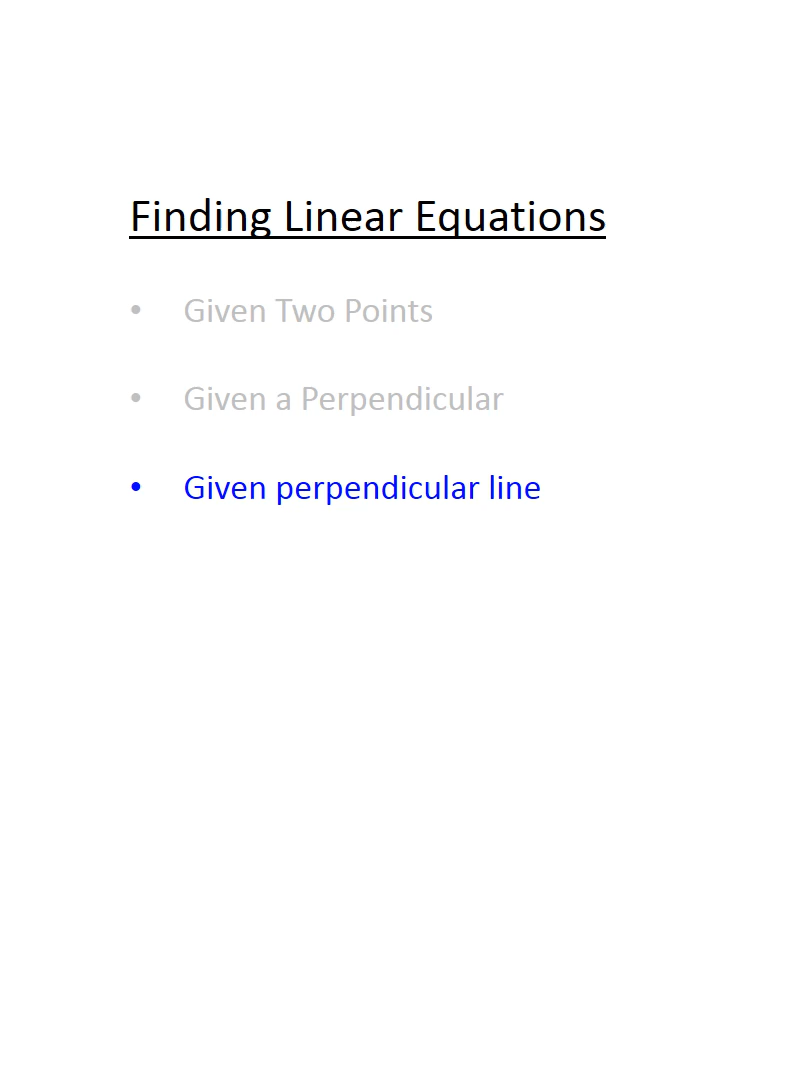 Finding Linear Equations
• Given Two Points
• Given a Perpendicular
• Given perpendicular line